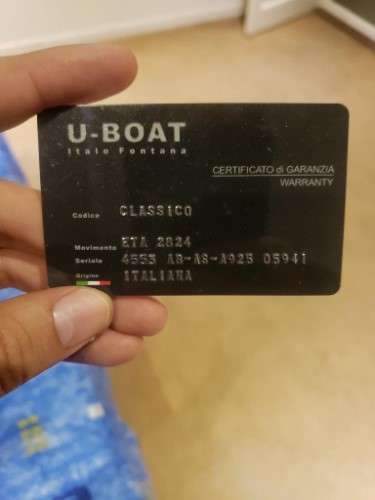 U-BOAT
Italo Fontana
CERTIFICATO di GARANZIA
WARRANTY
Codice CLASSICO
Movimento ETA 2824
Seriale 4553 AB-AS-A925 05941
Origine ITALIANA